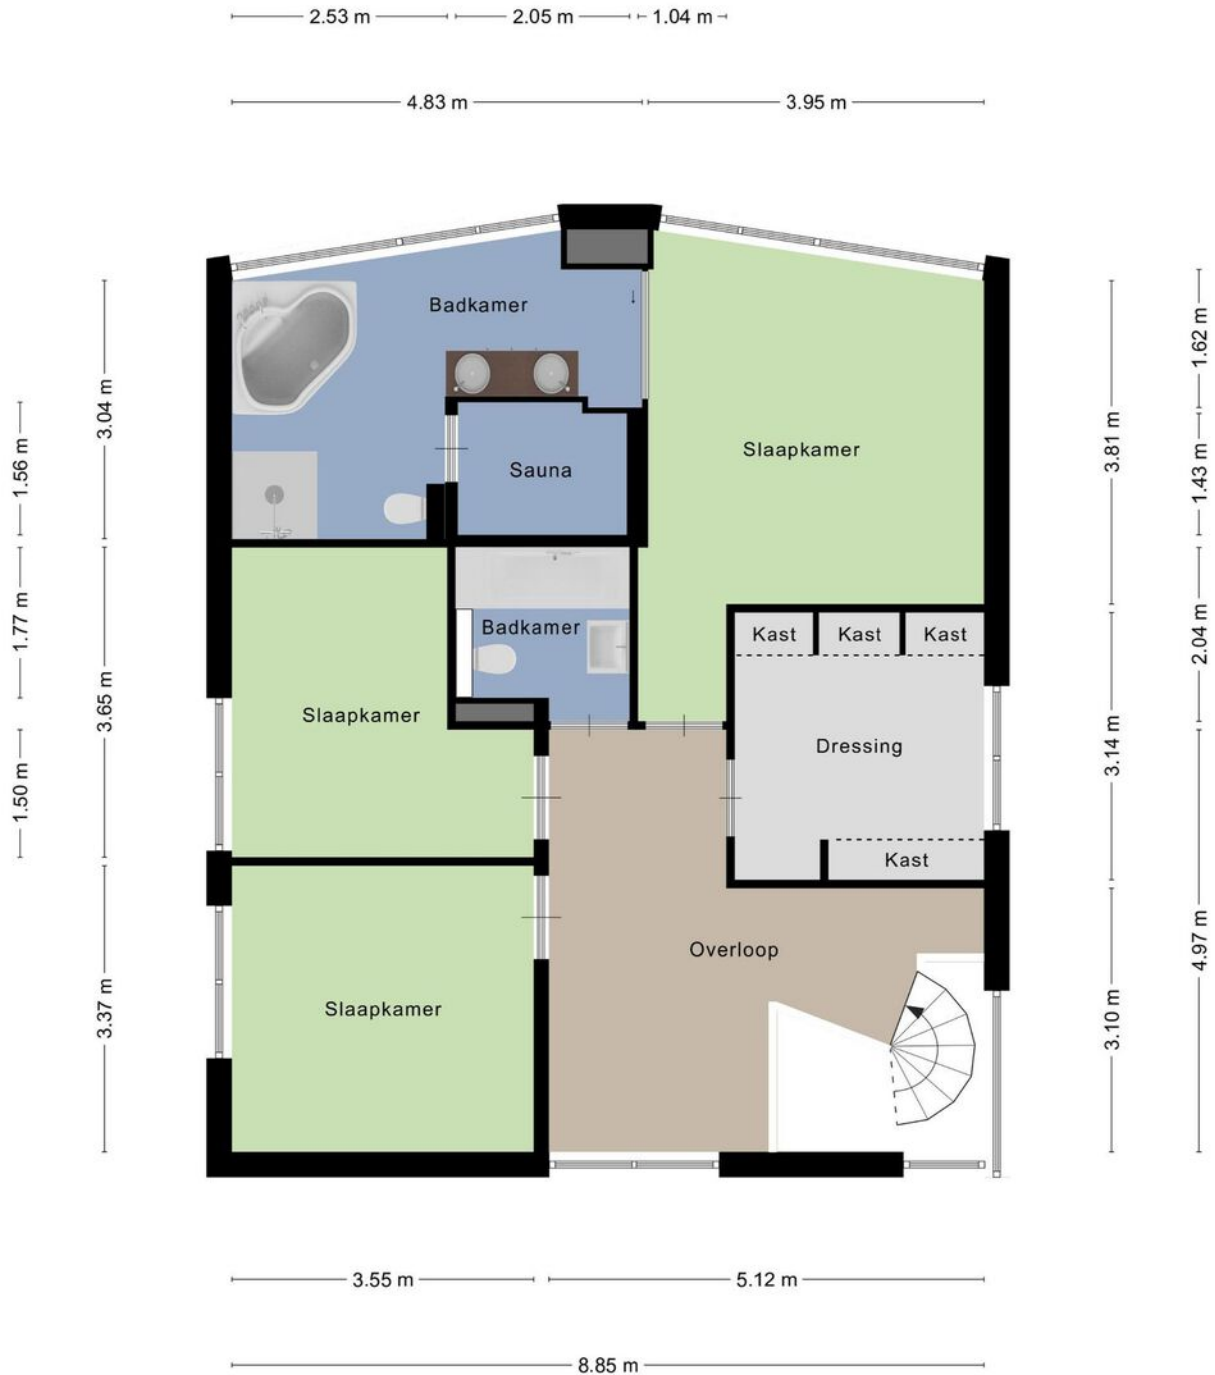 2.53 m 2.05 m 1.04 m
4.83 m 3.95 m
Badkamer
1.62 m
3.04 m
3.81 m
1.56 m
1.43 m
Slaapkamer
Sauna
1.77 m
2.04 m
Badkamer
Kast Kast Kast
3.65 m
Slaapkamer
3.14 m
Dressing
1.50 m
Kast
4.97 m
Overloop
3.37 m
Slaapkamer
3.10 m
3.55 m 5.12 m
8.85 m